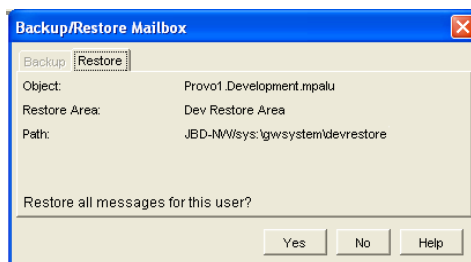 Backup/Restore Mailbox
Backup Restore
Object: Provo1.Development.mpalu
Restore Area: Dev Restore Area
Path: JBD-NW/sys:\gwsystem\devrestore
Restore all messages for this user?
Yes No Help